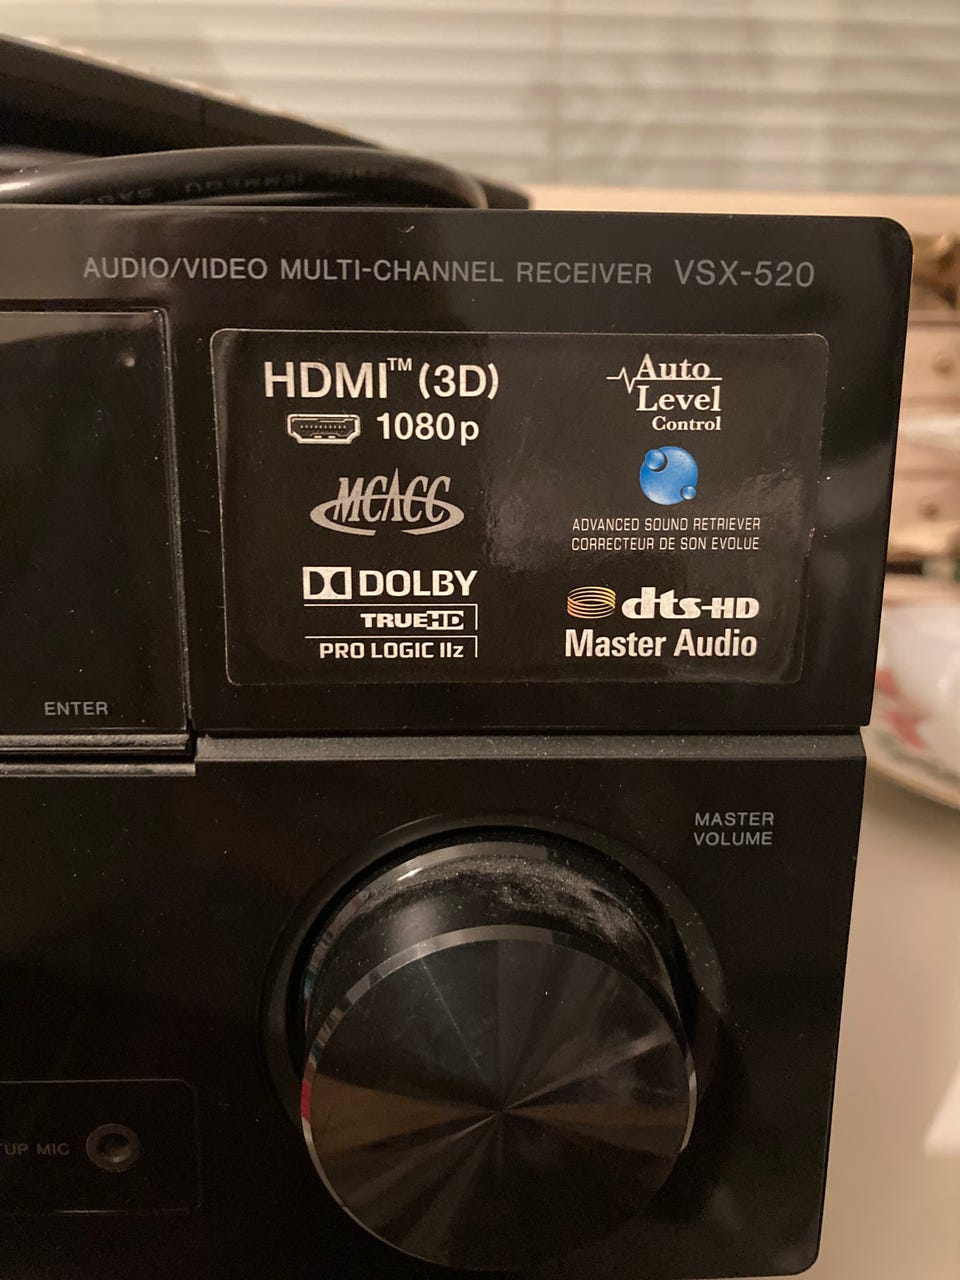 AUDIO/VIDEO MULTI-CHANNEL RECEIVER VSX-520
HDMI™ (3D)
1080p
MCACC
DOLBY
TRUEHD
PRO LOGIC IIz
Auto
Level
Control
ADVANCED SOUND RETRIEVER
CORRECTEUR DE SON EVOLUE
dts-HD
Master Audio
ENTER
MASTER
VOLUME
TUP MIC